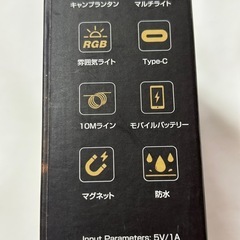 キャンプランタン マルチライト
RGB
雰囲気ライト Type-C
10Mライン モバイルバッテリー
マグネット 防水
Input Parameters: 5V/1A